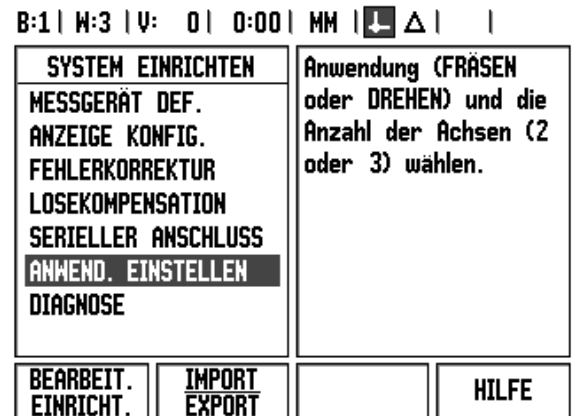 B:1 | W:3 | V: 0 | 0:00 | MM | Δ | |
SYSTEM EINRICHTEN
MESSGERÄT DEF.
ANZEIGE KONFIG.
FEHLERKORREKTUR
LOSEKOMPENSATION
SERIELLER ANSCHLUSS
ANWEND. EINSTELLEN
DIAGNOSE
Anwendung (FRÄSEN
oder DREHEN) und die
Anzahl der Achsen (2
oder 3) wählen.
BEARBEIT.
EINRICHT.
IMPORT
EXPORT
HILFE